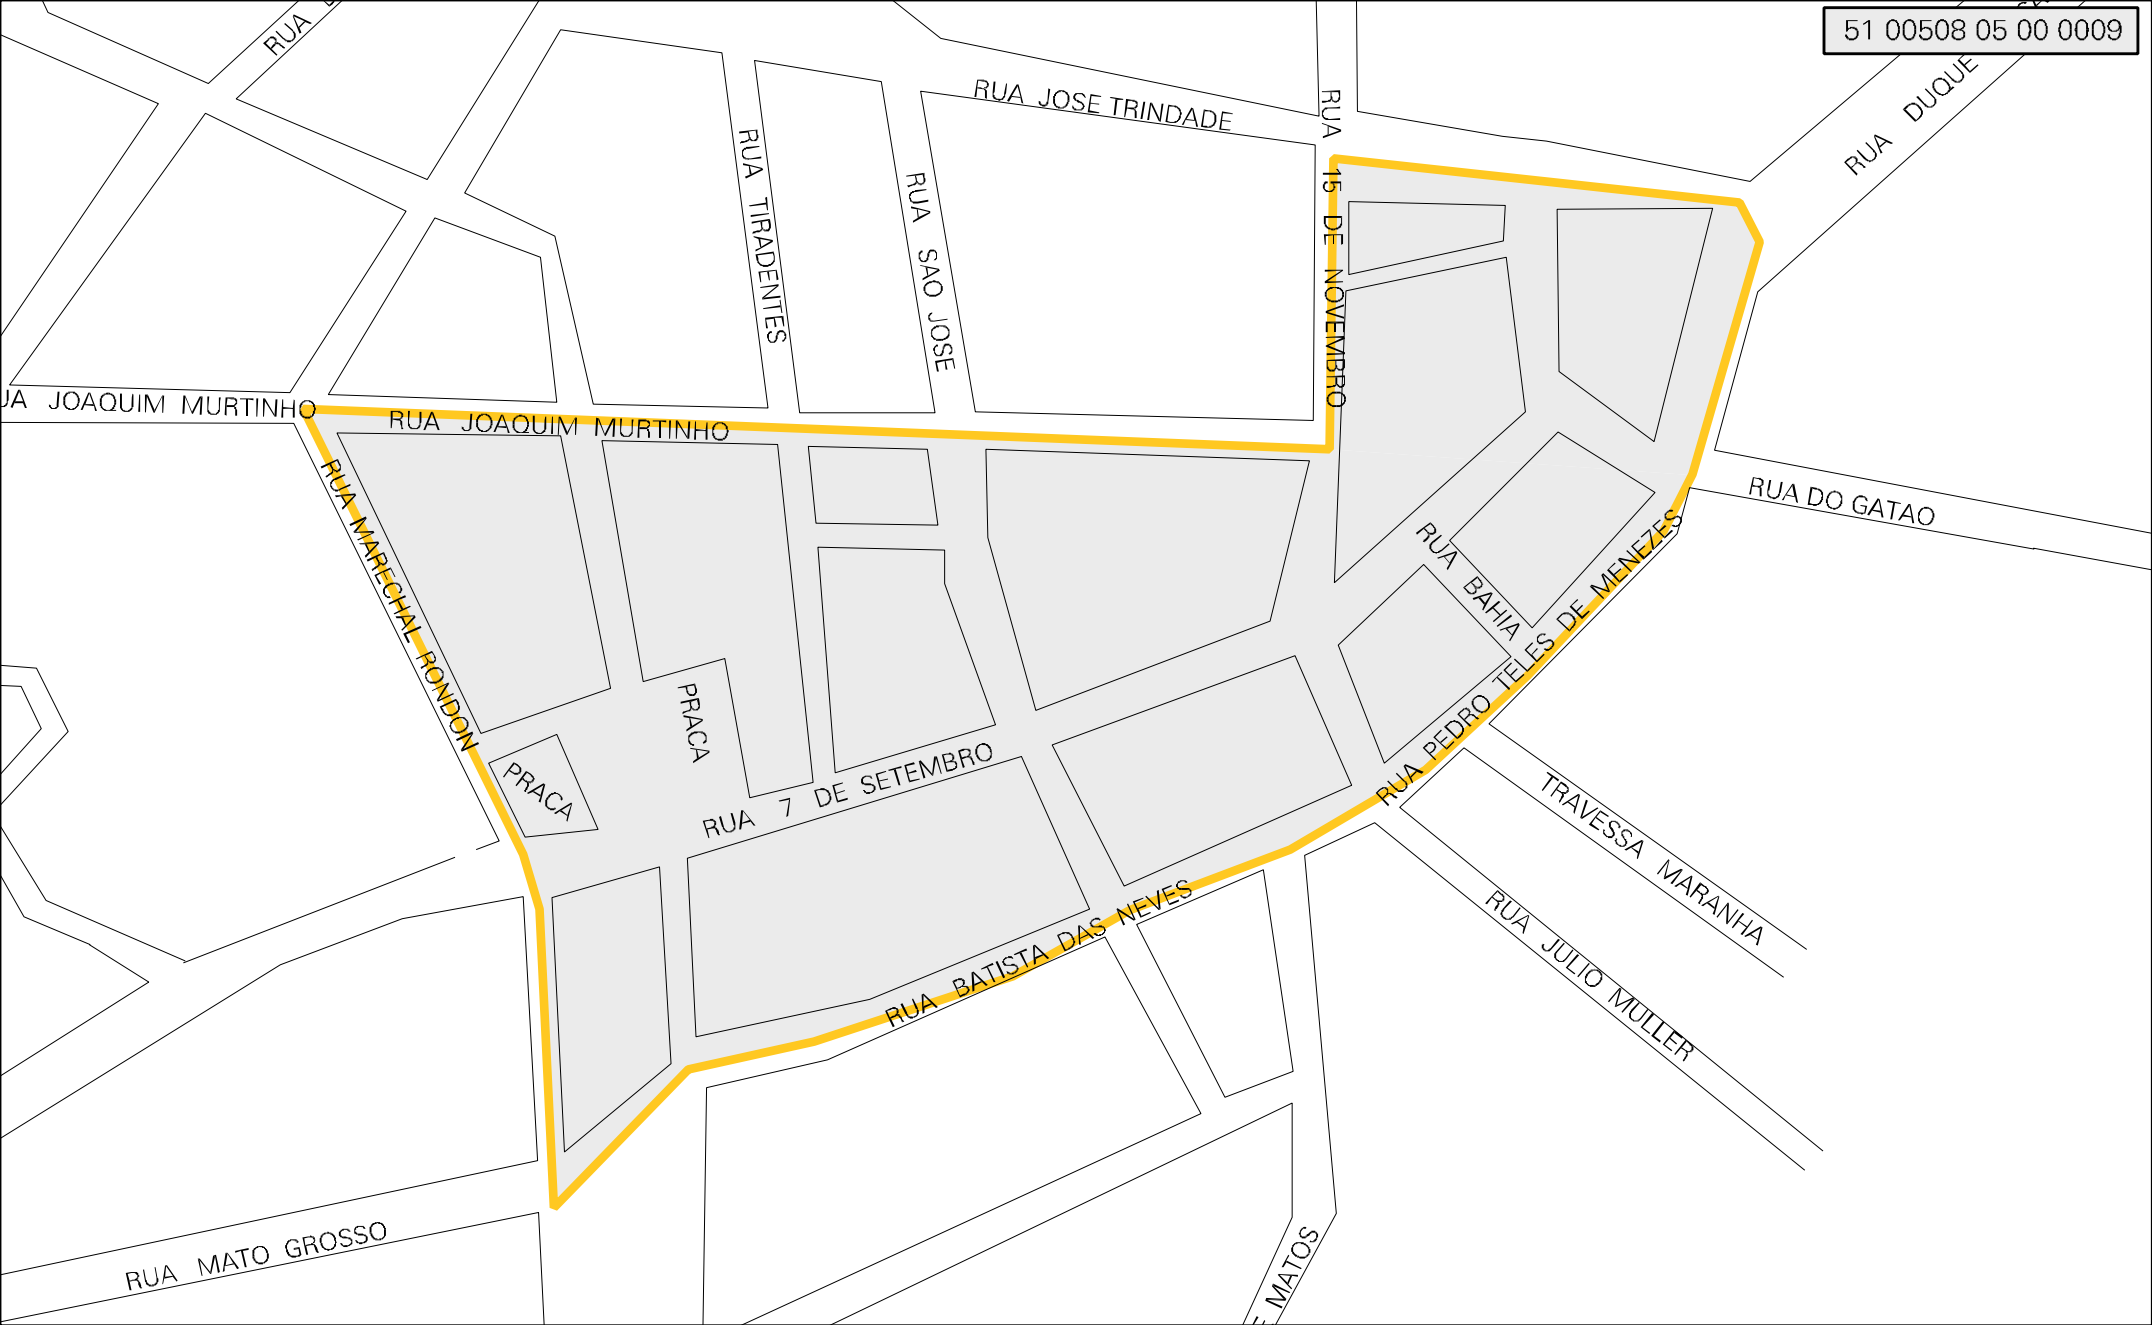 51 00508 05 00 0009
RUA
RUA DUQUE
RUA JOSE TRINDADE
RUA 15 DE NOVEMBRO
RUA TIRADENTES
RUA SAO JOSE
JOAQUIM MURTINHO
RUA JOAQUIM MURTINHO
RUA MARECHAL RONDON
RUA DO GATAO
RUA BAHIA
RUA PEDRO TELES DE MENEZES
PRACA
PRACA
RUA 7 DE SETEMBRO
TRAVESSA MARANHA
RUA JULIO MULLER
RUA BATISTA DAS NEVES
RUA MATO GROSSO
E MATOS